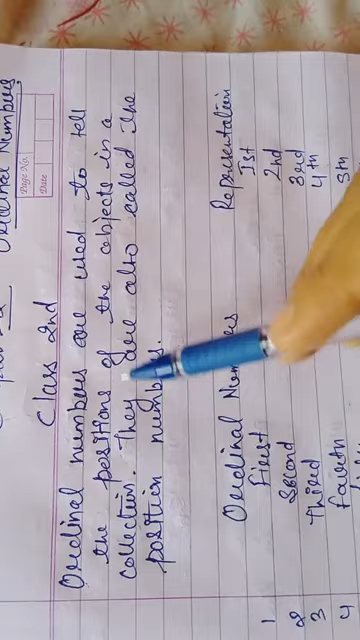 Ordinal Numbers
Page No.
Date
Class 2nd
Ordinal numbers are used to tell
the positions of the objects in a
collection. They are also called the
position numbers.
Ordinal Numbers Representation
1 First Ist
2 Second 2nd
3 Third 3rd
4 Fourth 4th
5th